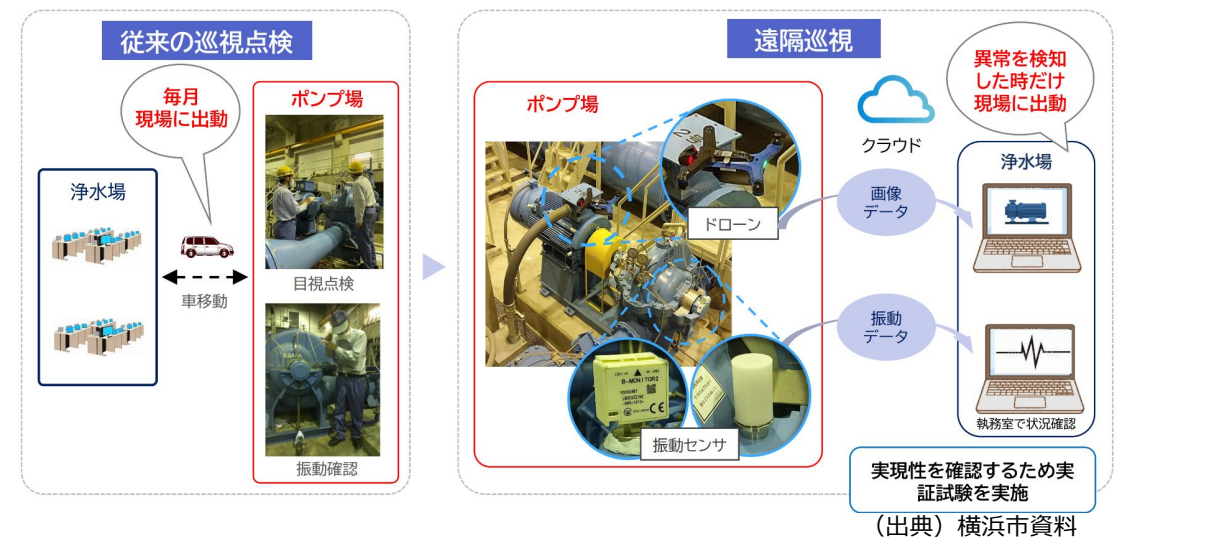 従来の巡視点検
毎月
現場に出動
ポンプ場
浄水場
車移動
目視点検
振動確認
遠隔巡視
異常を検知
した時だけ
現場に出動
ポンプ場
クラウド
浄水場
ドローン
画像
データ
振動
データ
B-MONITOR2
CE
振動センサ
執務室で状況確認
実現性を確認するため実
証試験を実施
（出典）横浜市資料